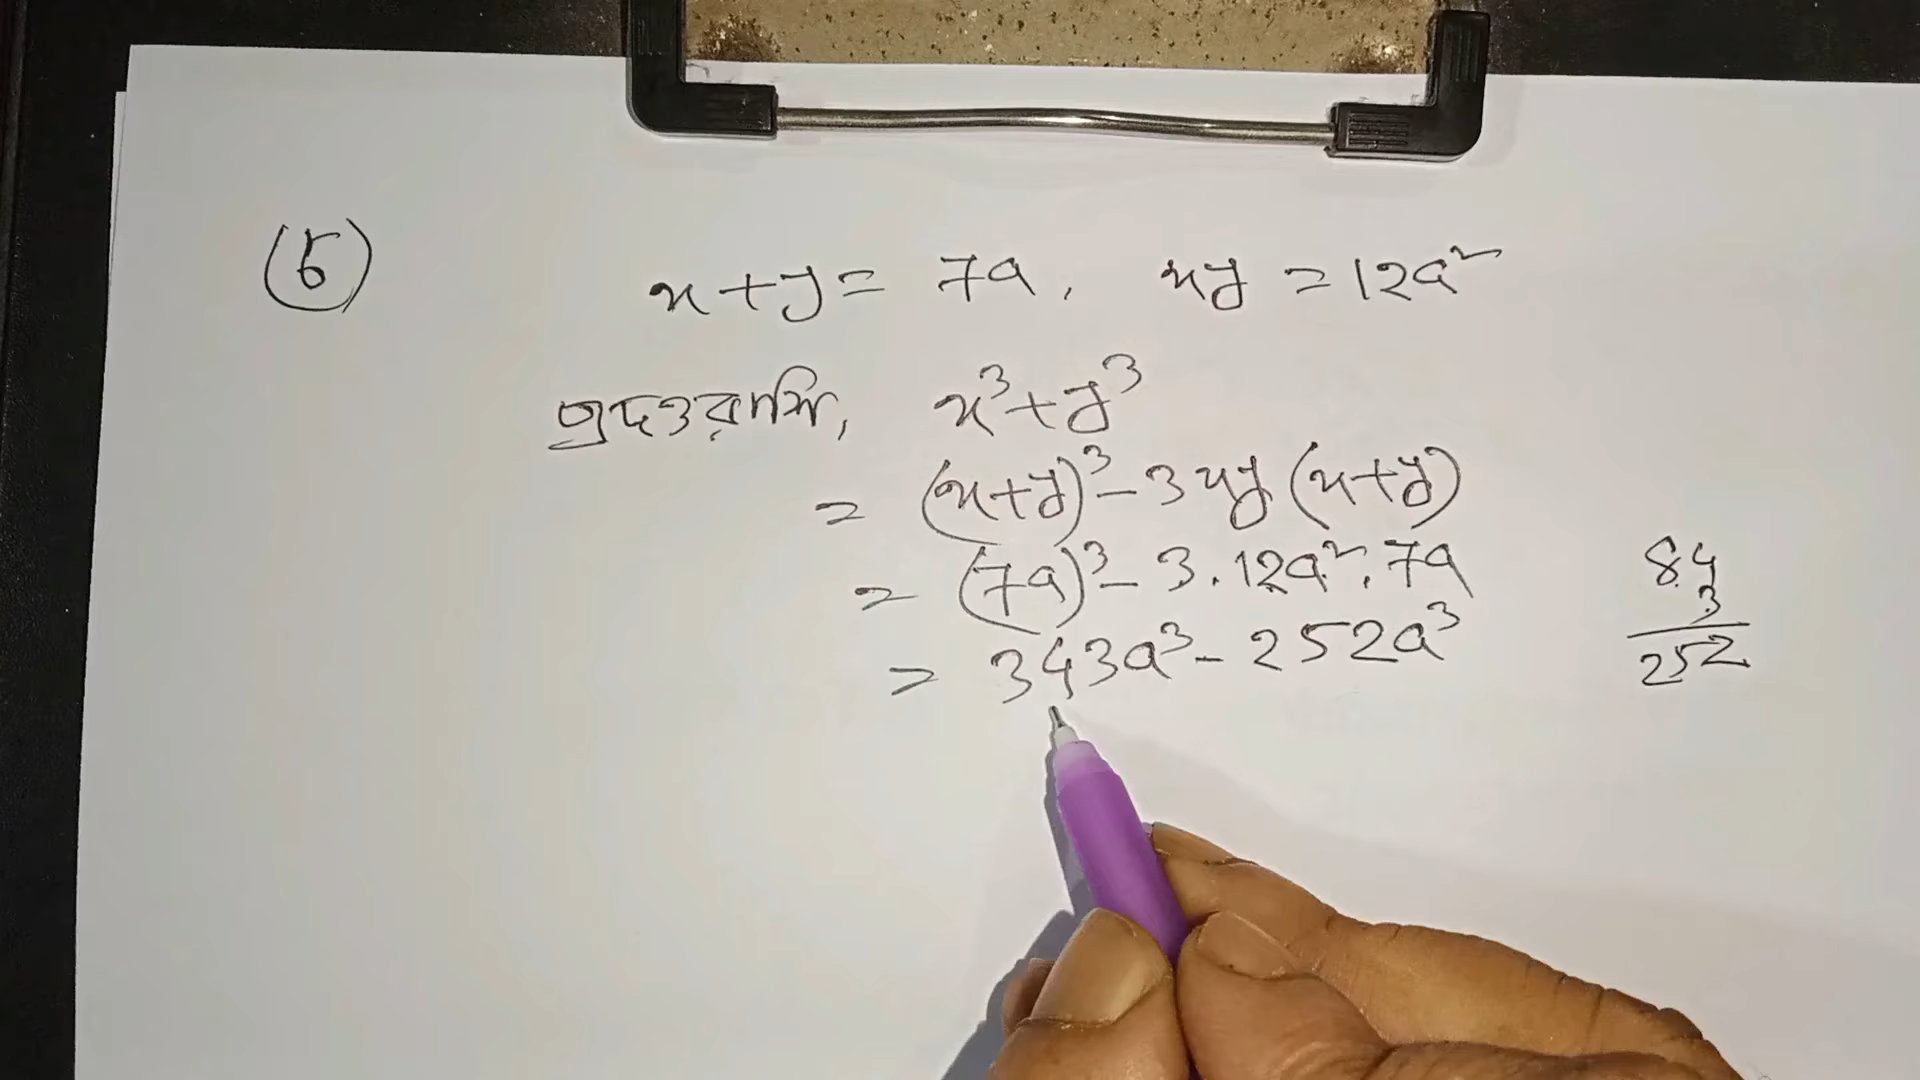 (চ) x+y = 7a, xy = 12a²
প্রদত্তরাশি, x³+y³
= (x+y)³ - 3xy(x+y)
= (7a)³ - 3.12a².7a
= 343a³ - 252a³
84
3
252